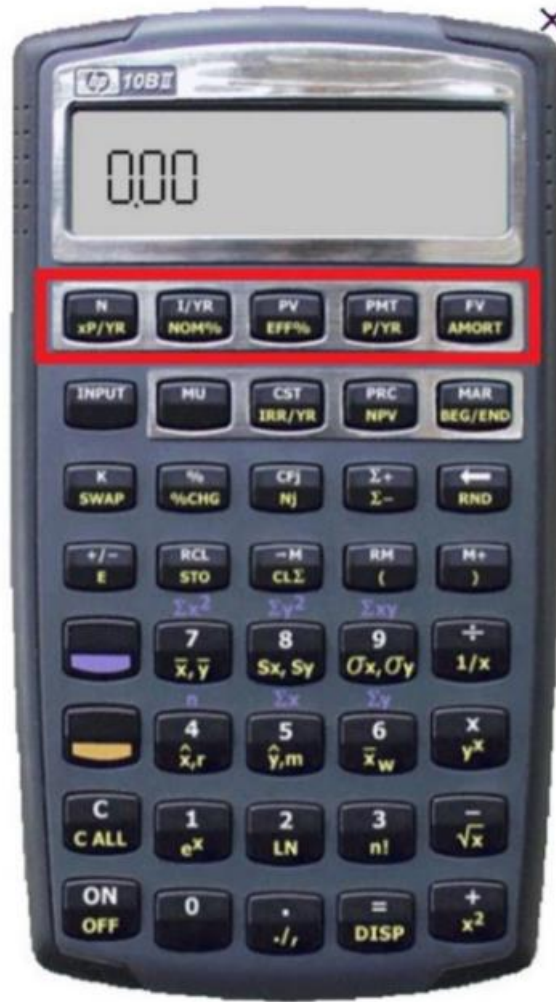 hp 10BII
0.00
N I/YR PV PMT FV
xP/YR NOM% EFF% P/YR AMORT
INPUT MU CST PRC MAR
IRR/YR NPV BEG/END
K % CFj Σ+ ←
SWAP %CHG Nj Σ− RND
+/− RCL →M RM M+
E STO CLΣ ( )
Σx² Σy² Σxy
7 8 9 ÷
x̄,ȳ Sx,Sy σx,σy 1/x
n Σx Σy
4 5 6 x
x̂,r ŷ,m x̄w yˣ
C 1 2 3 −
C ALL eˣ LN n! √x
ON 0 . = +
OFF ./, DISP x²